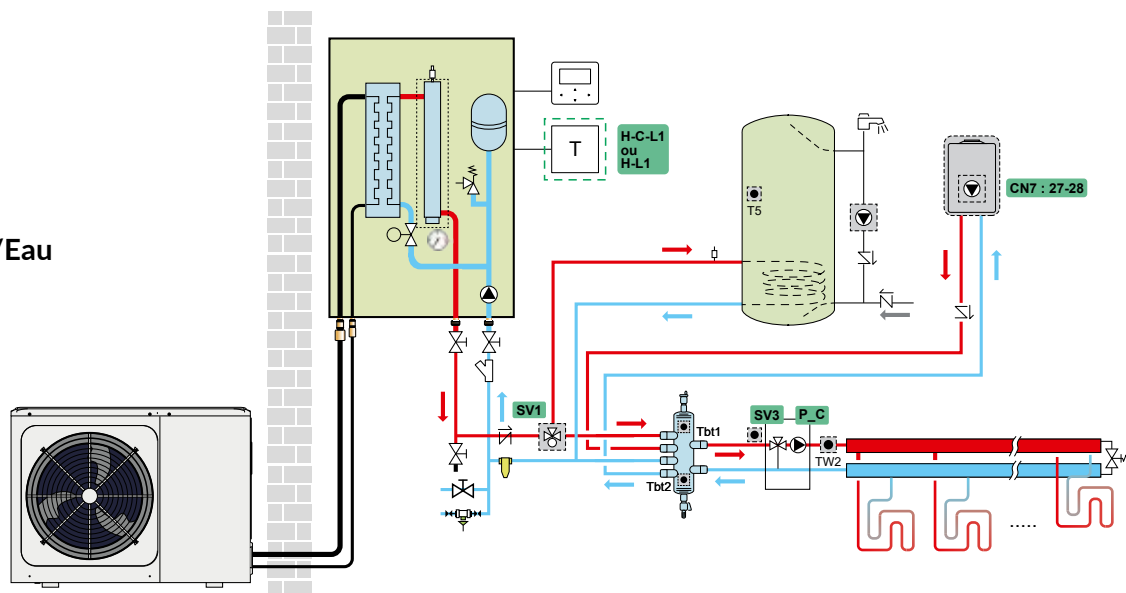 /Eau
T
H-C-L1
ou
H-L1
T5
CN7 : 27-28
SV1
SV3
P_C
Tbt1
TW2
Tbt2
.....